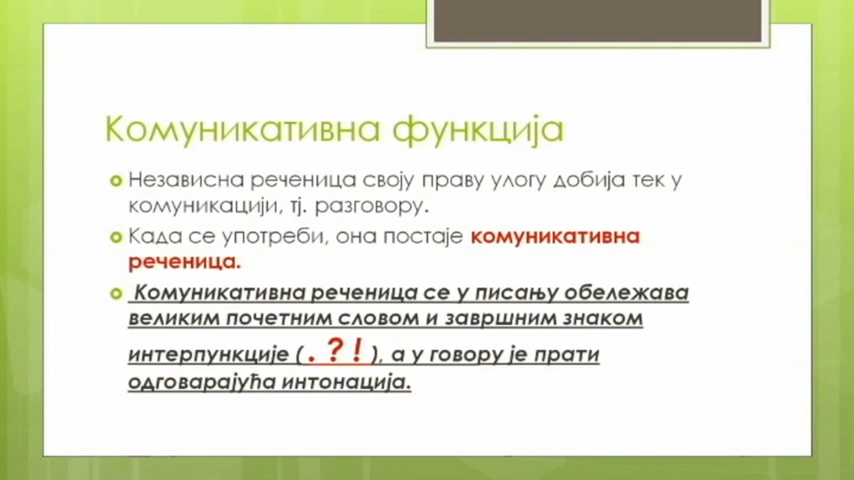 Комуникативна функција
Независна реченица своју праву улогу добија тек у
комуникацији, тј. разговору.
Када се употреби, она постаје комуникативна
реченица.
Комуникативна реченица се у писању обележава
великим почетним словом и завршним знаком
интерпункције ( . ? ! ), а у говору је прати
одговарајућа интонација.